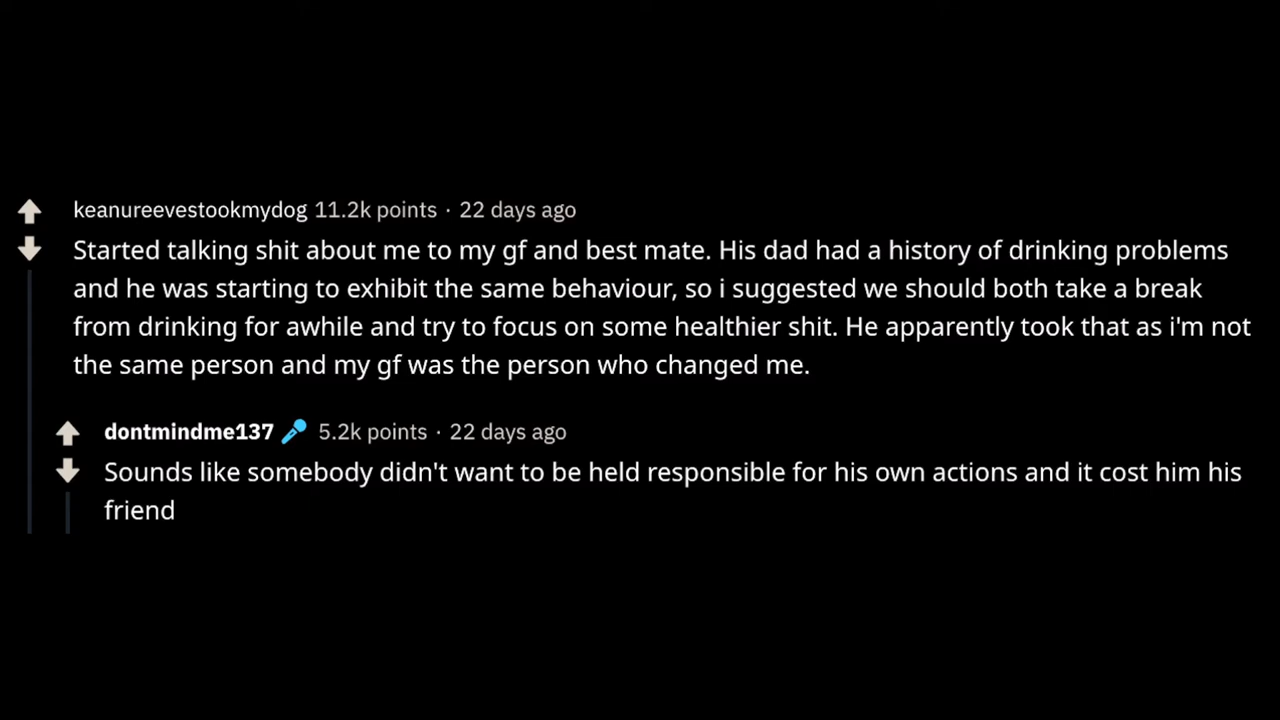 keanureevestookmydog 11.2k points · 22 days ago
Started talking shit about me to my gf and best mate. His dad had a history of drinking problems
and he was starting to exhibit the same behaviour, so i suggested we should both take a break
from drinking for awhile and try to focus on some healthier shit. He apparently took that as i'm not
the same person and my gf was the person who changed me.
dontmindme137 5.2k points · 22 days ago
Sounds like somebody didn't want to be held responsible for his own actions and it cost him his
friend